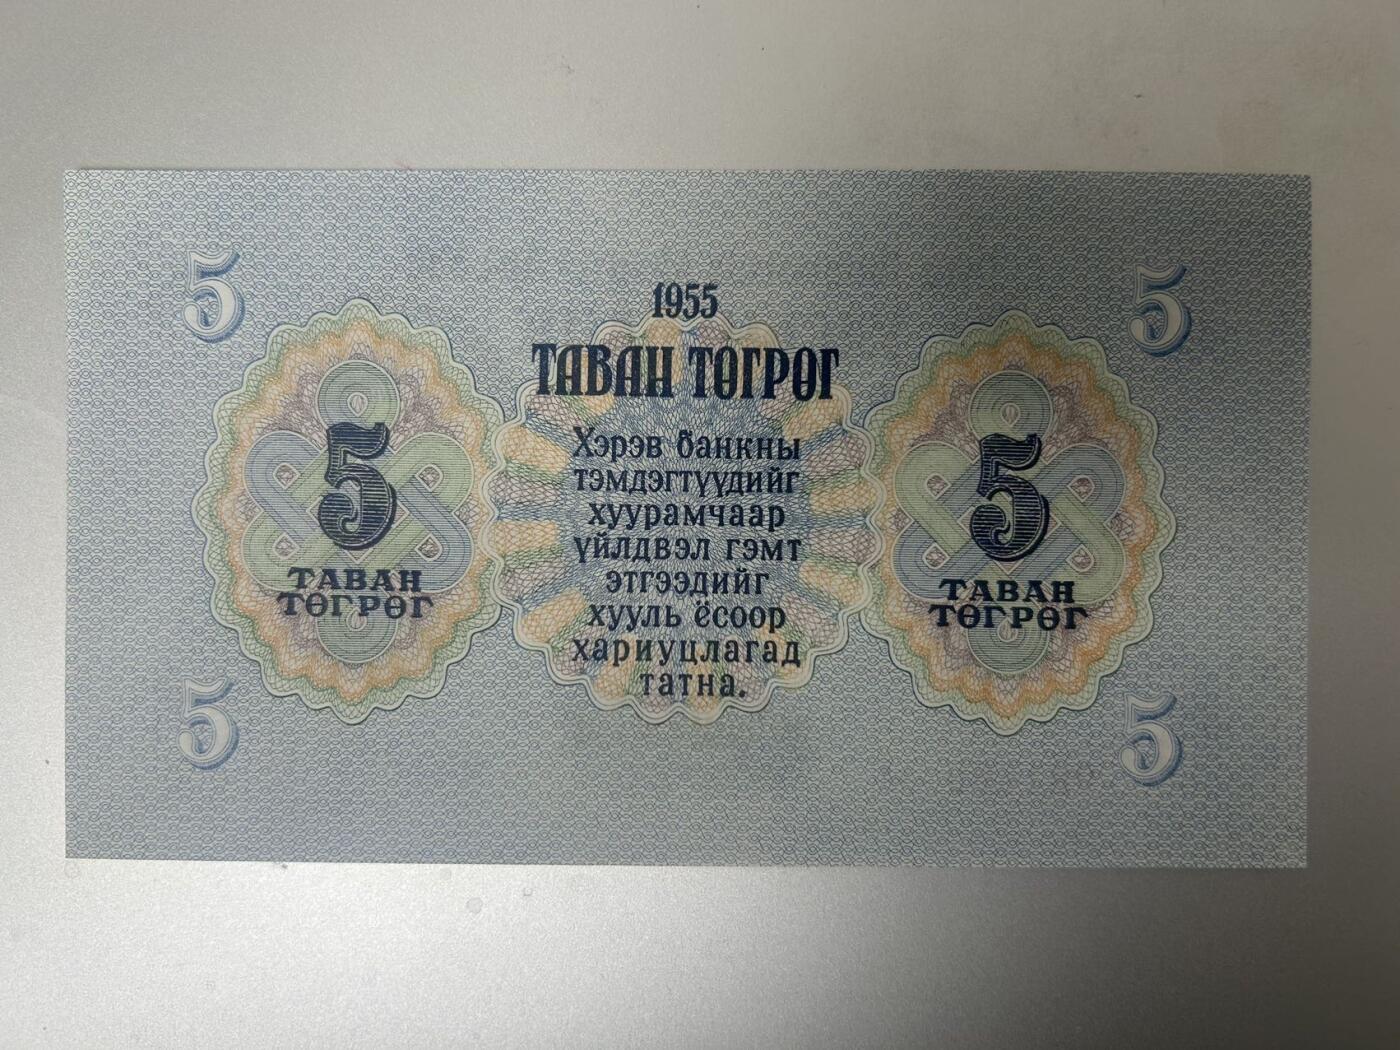 5
5
1955
ТАВАН ТӨГРӨГ
Хэрэв банкны
тэмдэгтүүдийг
хуурамчаар
үйлдвэл гэмт
этгээдийг
хууль ёсоор
хариуцлагад
татна.
5
ТАВАН
ТӨГРӨГ
5
ТАВАН
ТӨГРӨГ
5
5